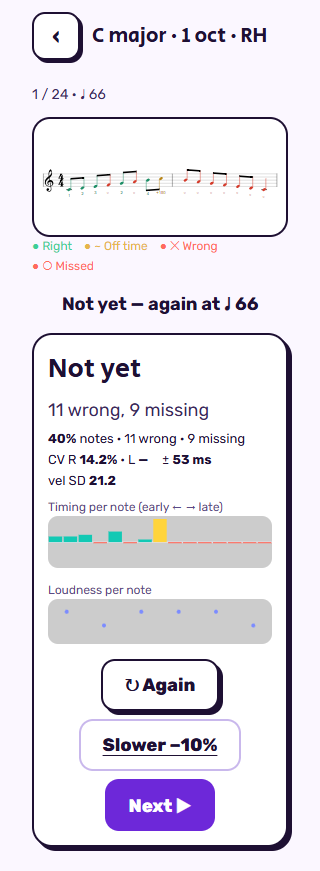 ‹ C major · 1 oct · RH
1 / 24 · ♩66
● Right ● ~ Off time ● ✕ Wrong
● ○ Missed
Not yet — again at ♩66
Not yet
11 wrong, 9 missing
40% notes · 11 wrong · 9 missing
CV R 14.2% · L — ± 53 ms
vel SD 21.2
Timing per note (early ← → late)
Loudness per note
↻ Again
Slower −10%
Next ▶